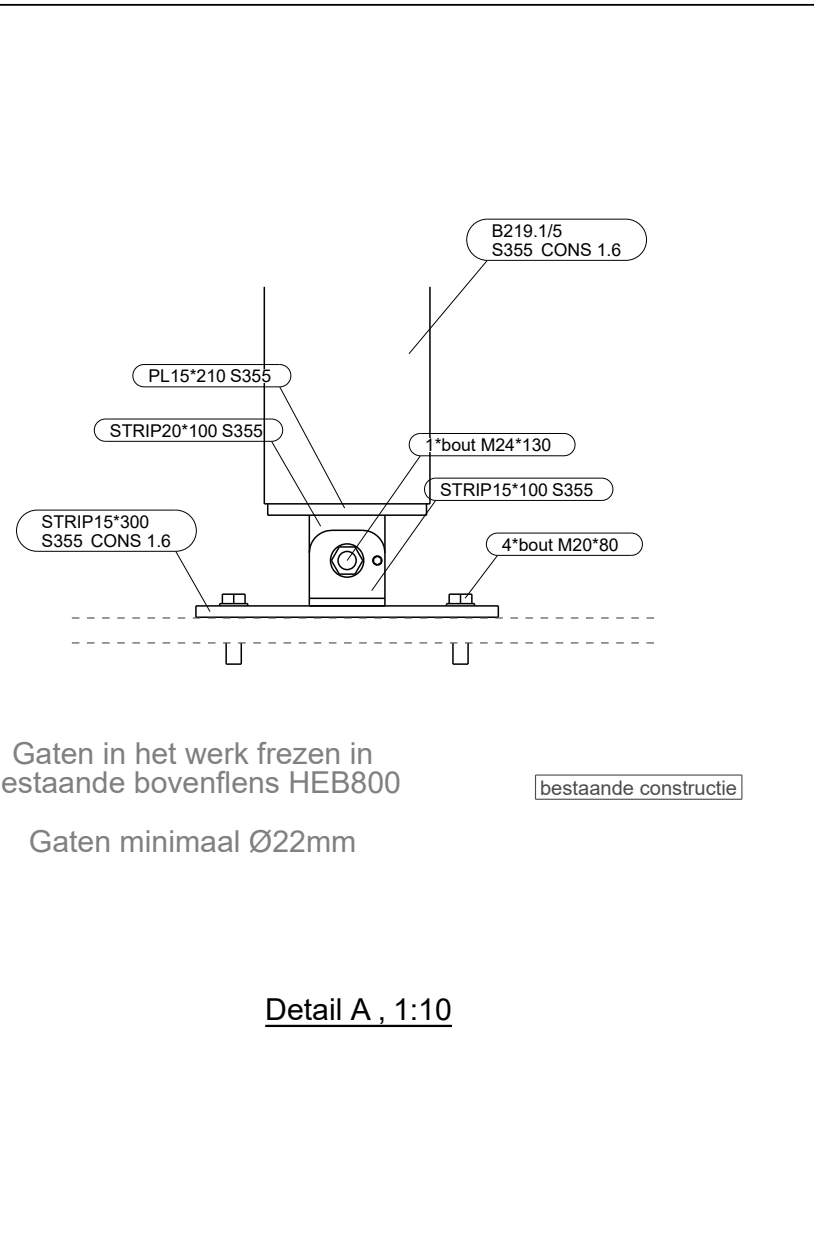 B219.1/5
S355 CONS 1.6
PL15*210 S355
STRIP20*100 S355
1*bout M24*130
STRIP15*100 S355
STRIP15*300
S355 CONS 1.6
4*bout M20*80
Gaten in het werk frezen in
estaande bovenflens HEB800
bestaande constructie
Gaten minimaal Ø22mm
Detail A , 1:10